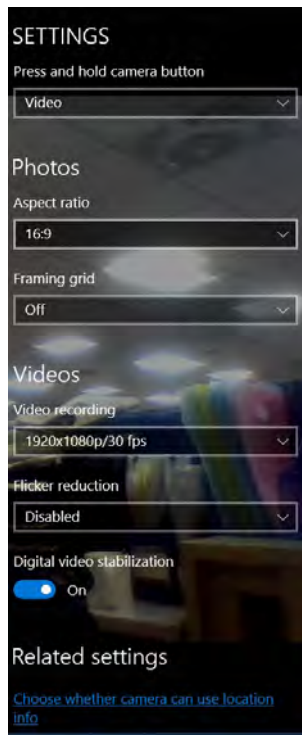 SETTINGS
Press and hold camera button
Video
Photos
Aspect ratio
16:9
Framing grid
Off
Videos
Video recording
1920x1080p/30 fps
Flicker reduction
Disabled
Digital video stabilization
On
Related settings
Choose whether camera can use location
info